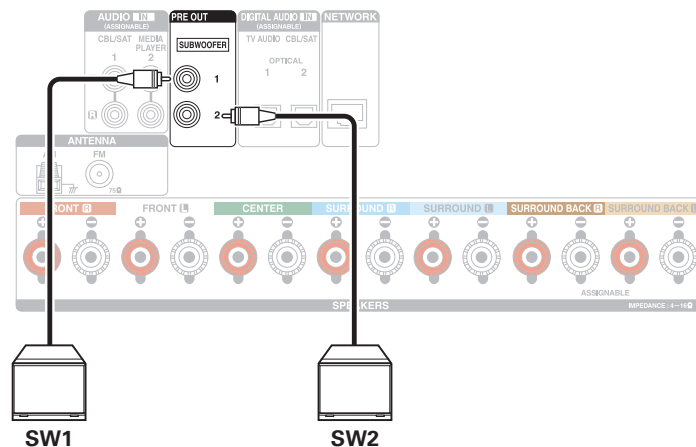 AUDIO IN
(ASSIGNABLE)
CBL/SAT MEDIA PLAYER
1 2
R
PRE OUT
SUBWOOFER
1
2
DIGITAL AUDIO IN
(ASSIGNABLE)
TV AUDIO CBL/SAT
OPTICAL
1 2
NETWORK
ANTENNA
FM
75Ω
FRONT L
CENTER
SURROUND R
SURROUND L
SURROUND BACK R
SURROUND BACK
ASSIGNABLE
SPEAKERS
IMPEDANCE : 4～16Ω
SW1
SW2